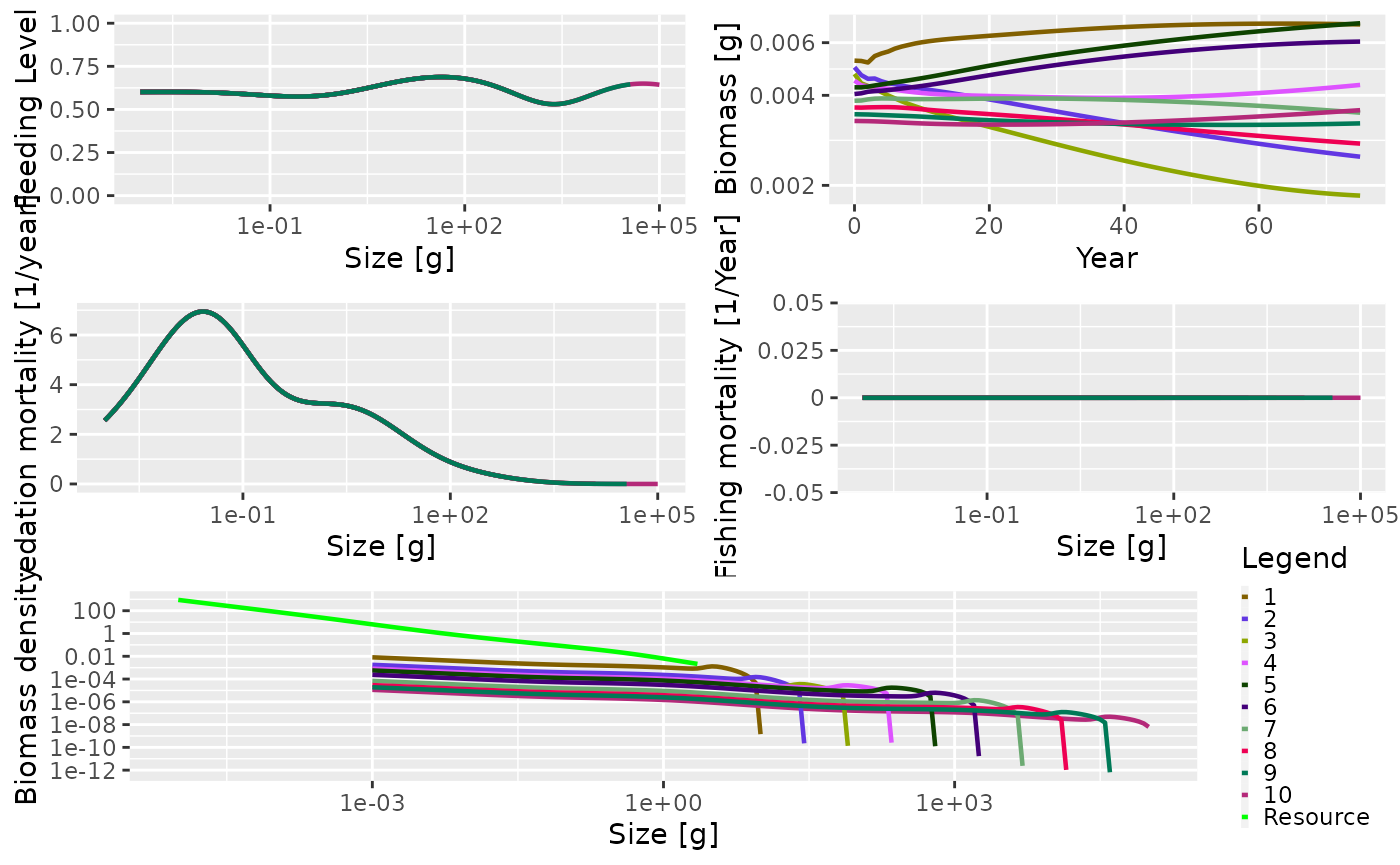 Feeding Level
1.00
0.75
0.50
0.25
0.00
1e-01 1e+02 1e+05
Size [g]
Biomass [g]
0.006
0.004
0.002
0 20 40 60
Year
edation mortality [1/year]
6
4
2
0
1e-01 1e+02 1e+05
Size [g]
Fishing mortality [1/Year]
0.05
0.025
0
-0.025
-0.05
1e-01 1e+02 1e+05
Size [g]
Biomass density
100
1
0.01
1e-04
1e-06
1e-08
1e-10
1e-12
1e-03 1e+00 1e+03
Size [g]
Legend
1
2
3
4
5
6
7
8
9
10
Resource